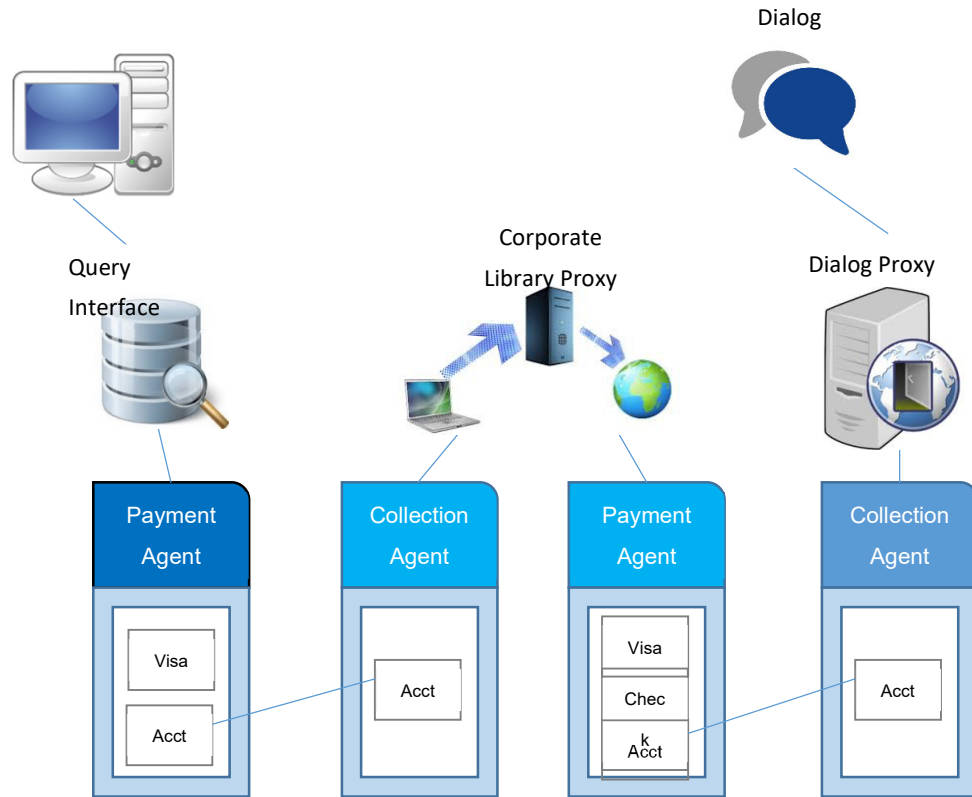 Dialog
Query
Interface
Corporate
Library Proxy
Dialog Proxy
Payment
Agent
Collection
Agent
Payment
Agent
Collection
Agent
Visa
Acct
Acct
Visa
Chec
k
Acct
Acct